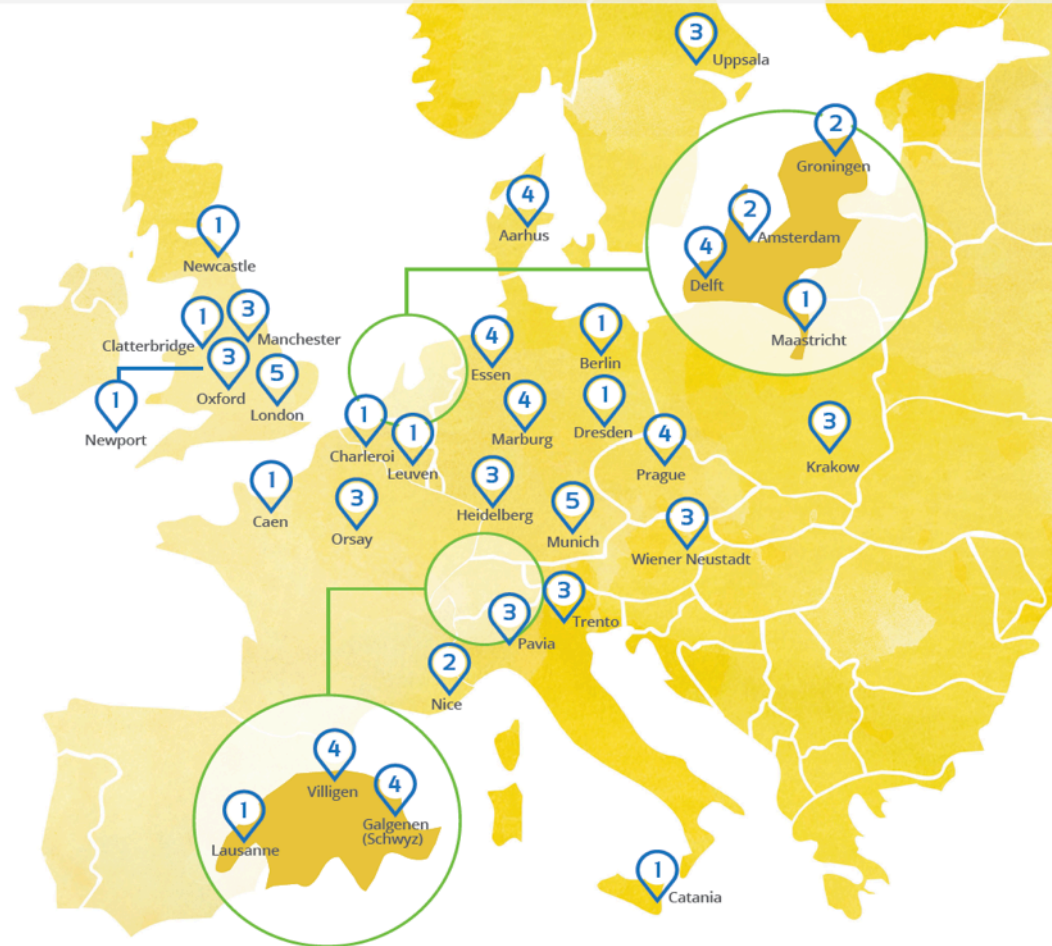 3
Uppsala
2
Groningen
4
Aarhus
2
Amsterdam
1
Newcastle
4
Delft
1
Maastricht
1
Clatterbridge
3
Manchester
4
Essen
1
Berlin
3
Oxford
5
London
1
Newport
1
Charleroi
1
Leuven
4
Marburg
1
Dresden
4
Prague
3
Krakow
1
Caen
3
Orsay
3
Heidelberg
5
Munich
3
Wiener Neustadt
3
Trento
3
Pavia
2
Nice
4
Villigen
4
Galgenen
(Schwyz)
1
Lausanne
1
Catania